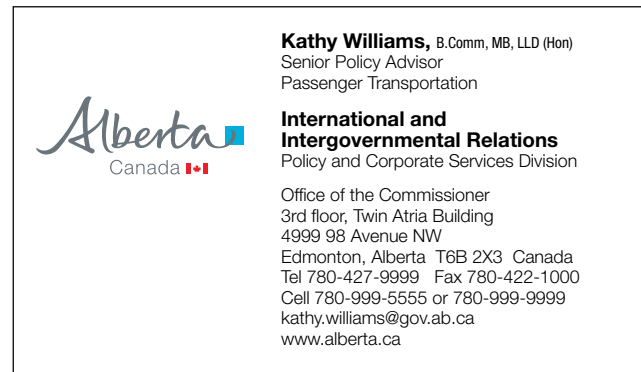 Alberta
Canada
Kathy Williams, B.Comm, MB, LLD (Hon)
Senior Policy Advisor
Passenger Transportation
International and
Intergovernmental Relations
Policy and Corporate Services Division
Office of the Commissioner
3rd floor, Twin Atria Building
4999 98 Avenue NW
Edmonton, Alberta T6B 2X3 Canada
Tel 780-427-9999 Fax 780-422-1000
Cell 780-999-5555 or 780-999-9999
kathy.williams@gov.ab.ca
www.alberta.ca